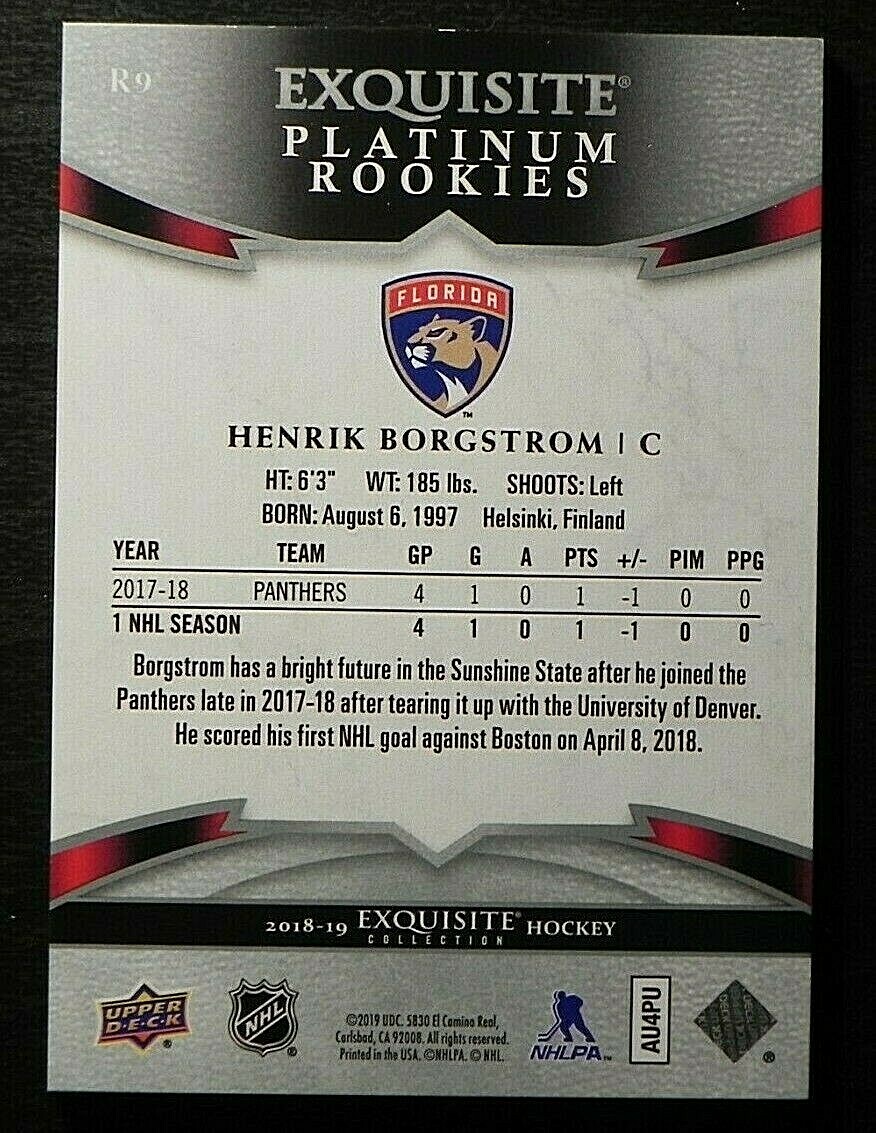 R9
EXQUISITE®
PLATINUM
ROOKIES
FLORIDA
TM
HENRIK BORGSTROM | C
HT: 6'3" WT: 185 lbs. SHOOTS: Left
BORN: August 6, 1997 Helsinki, Finland
YEAR TEAM GP G A PTS +/- PIM PPG
2017-18 PANTHERS 4 1 0 1 -1 0 0
1 NHL SEASON 4 1 0 1 -1 0 0
Borgstrom has a bright future in the Sunshine State after he joined the
Panthers late in 2017-18 after tearing it up with the University of Denver.
He scored his first NHL goal against Boston on April 8, 2018.
2018-19 EXQUISITE® HOCKEY
COLLECTION
UPPER
D·E·C·K
®
NHL
®
©2019 UDC. 5830 El Camino Real,
Carlsbad, CA 92008. All rights reserved.
Printed in the USA. ©NHLPA. © NHL.
NHLPA™
AU4PU
®